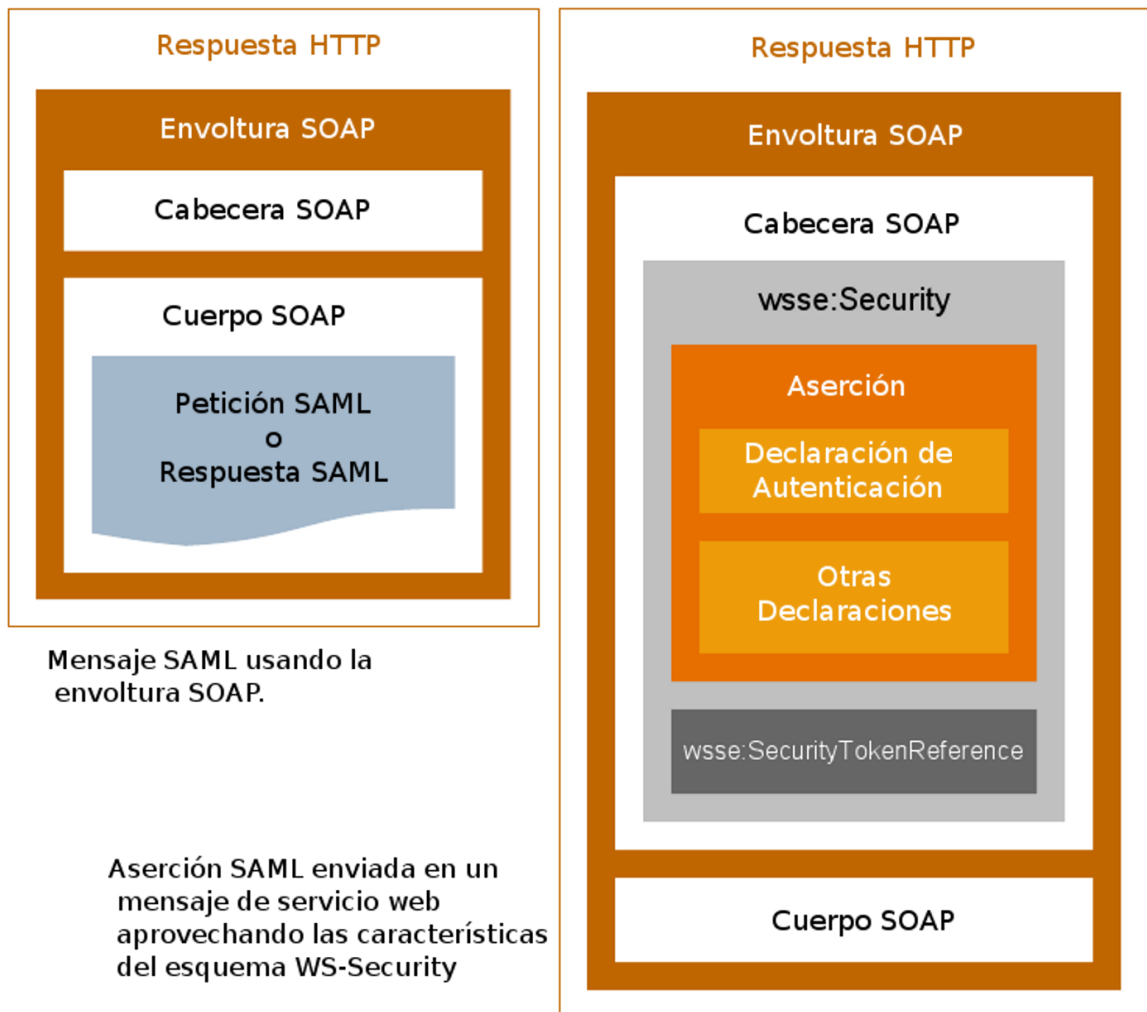 Respuesta HTTP
Envoltura SOAP
Cabecera SOAP
Cuerpo SOAP
Petición SAML
o
Respuesta SAML
Mensaje SAML usando la
envoltura SOAP.
Respuesta HTTP
Envoltura SOAP
Cabecera SOAP
wsse:Security
Aserción
Declaración de
Autenticación
Otras
Declaraciones
wsse:SecurityTokenReference
Cuerpo SOAP
Aserción SAML enviada en un
mensaje de servicio web
aprovechando las características
del esquema WS-Security